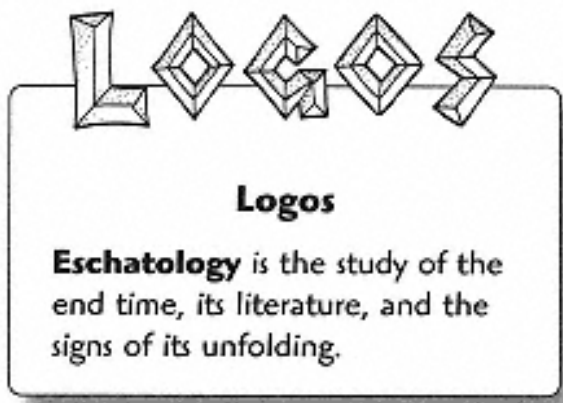 LOGOS
Logos
Eschatology is the study of the
end time, its literature, and the
signs of its unfolding.